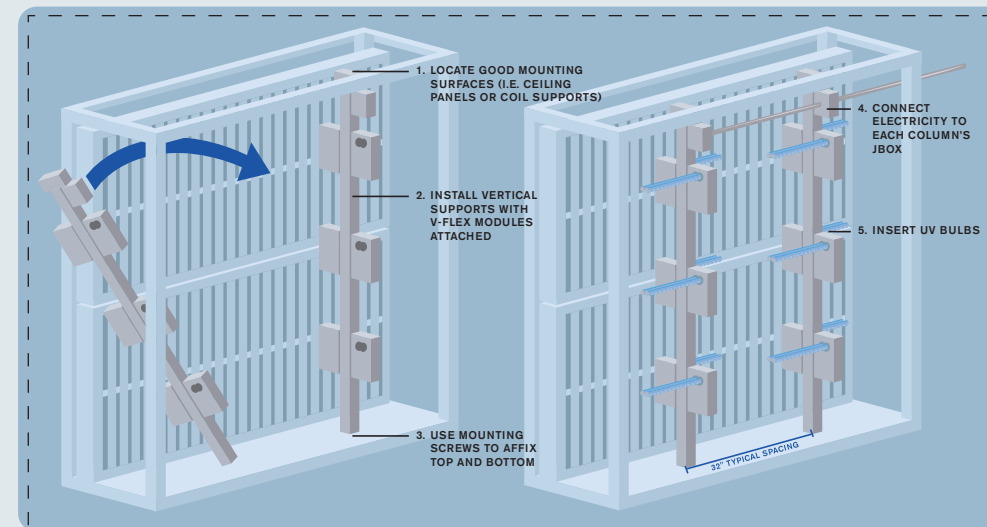 1. LOCATE GOOD MOUNTING
SURFACES (I.E. CEILING
PANELS OR COIL SUPPORTS)
2. INSTALL VERTICAL
SUPPORTS WITH
V-FLEX MODULES
ATTACHED
3. USE MOUNTING
SCREWS TO AFFIX
TOP AND BOTTOM
4. CONNECT
ELECTRICITY TO
EACH COLUMN'S
JBOX
5. INSERT UV BULBS
32" TYPICAL SPACING